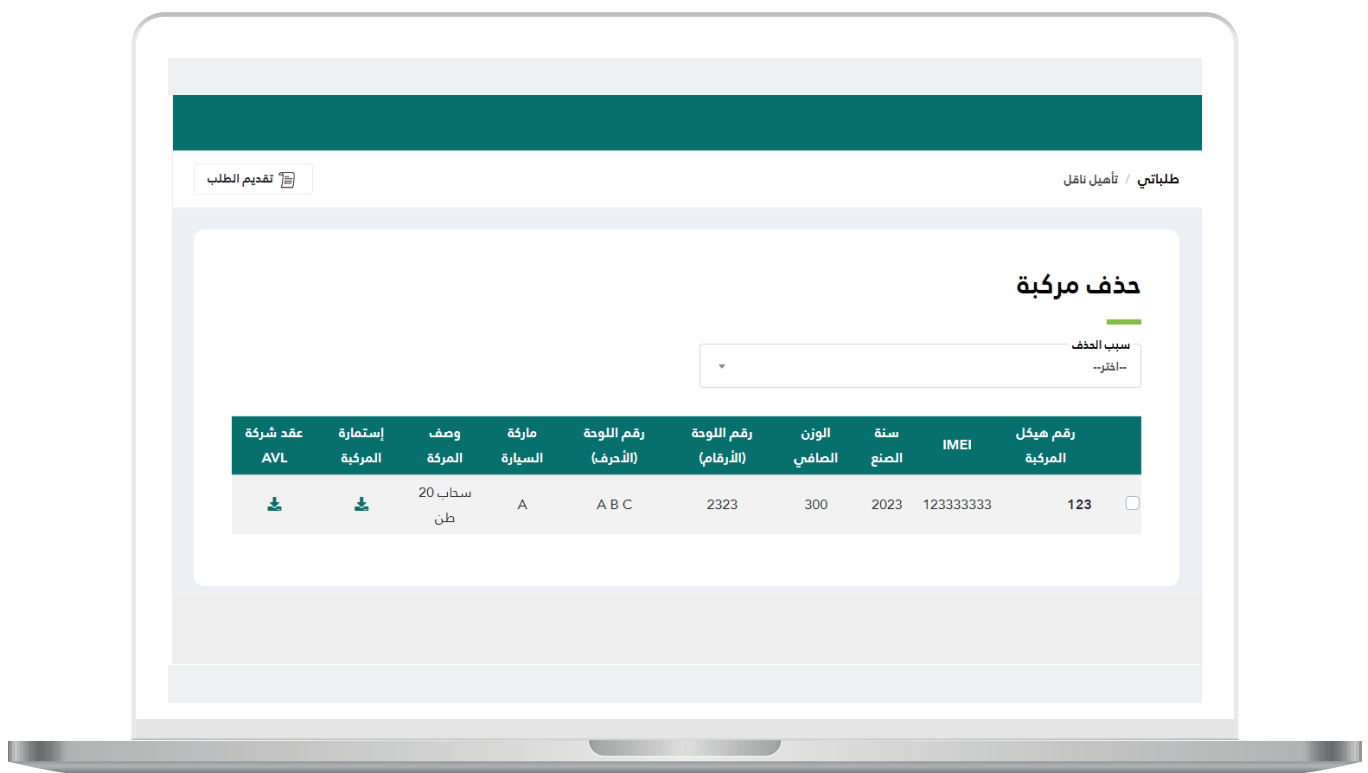 طلباتي / تأهيل ناقل
تقديم الطلب
حذف مركبة
سبب الحذف
--اختر--
رقم هيكل المركبة
IMEI
سنة الصنع
الوزن الصافي
رقم اللوحة (الأرقام)
رقم اللوحة (الأحرف)
ماركة السيارة
وصف المركة
إستمارة المركبة
عقد شركة AVL
123
123333333
2023
300
2323
A B C
A
سحاب 20 طن